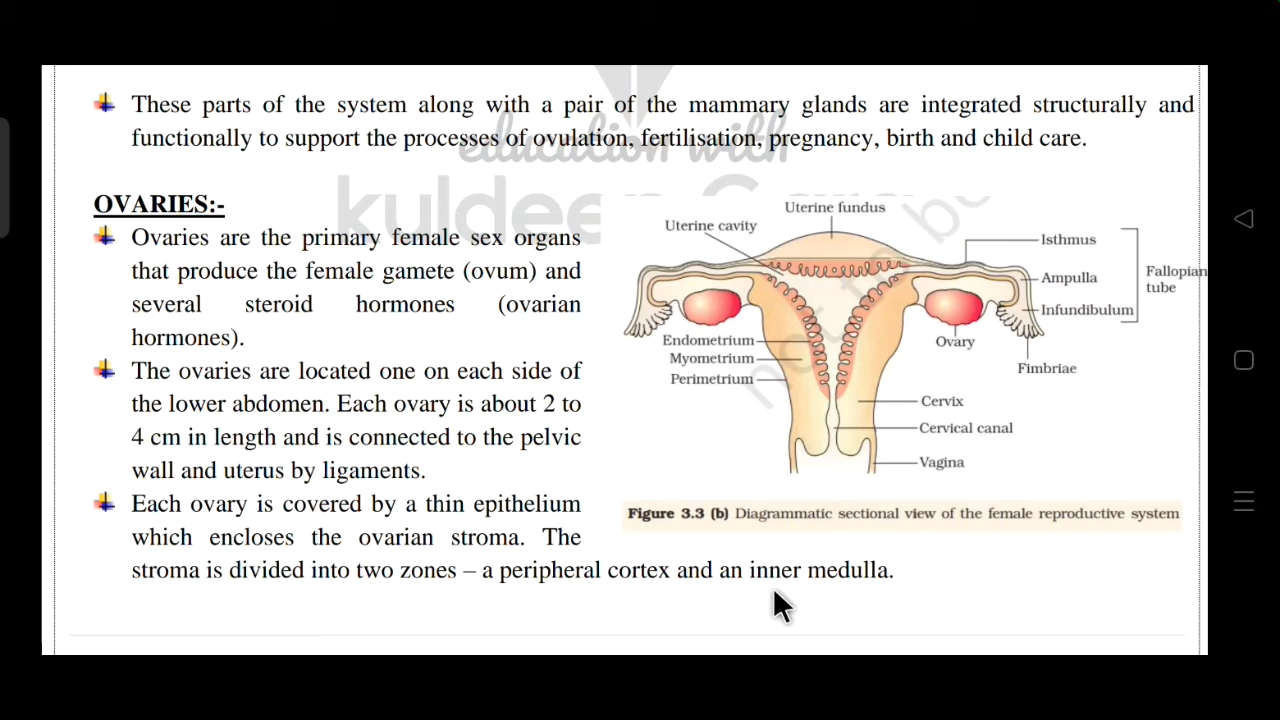 These parts of the system along with a pair of the mammary glands are integrated structurally and
functionally to support the processes of ovulation, fertilisation, pregnancy, birth and child care.
education with
OVARIES:-
Ovaries are the primary female sex organs
that produce the female gamete (ovum) and
several steroid hormones (ovarian
hormones).
The ovaries are located one on each side of
the lower abdomen. Each ovary is about 2 to
4 cm in length and is connected to the pelvic
wall and uterus by ligaments.
Each ovary is covered by a thin epithelium
which encloses the ovarian stroma. The
stroma is divided into two zones – a peripheral cortex and an inner medulla.
Uterine fundus
Uterine cavity
Isthmus
Ampulla
Infundibulum
Fallopian
tube
Endometrium
Myometrium
Perimetrium
Ovary
Fimbriae
Cervix
Cervical canal
Vagina
Figure 3.3 (b) Diagrammatic sectional view of the female reproductive system